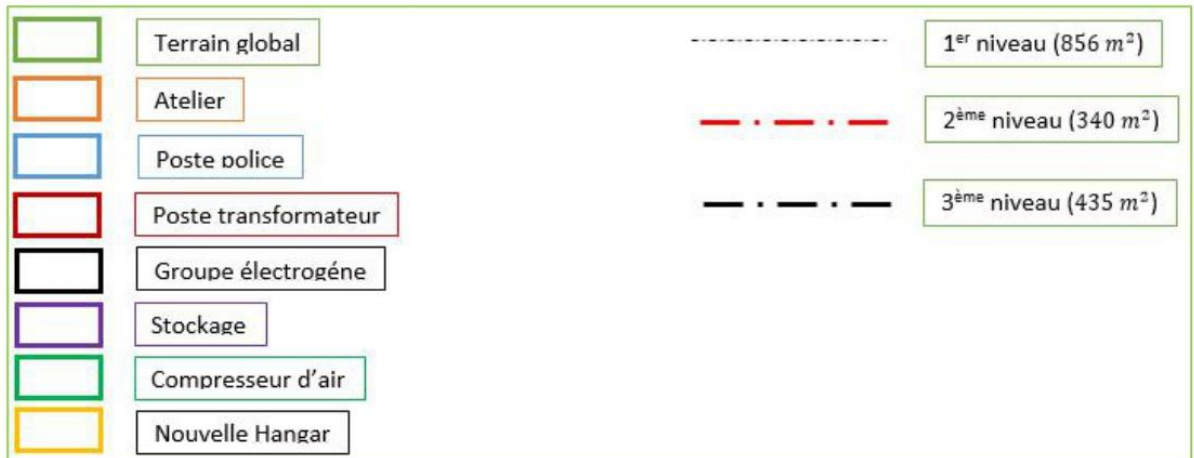 Terrain global
Atelier
Poste police
Poste transformateur
Groupe électrogéne
Stockage
Compresseur d'air
Nouvelle Hangar
1er niveau (856 m²)
2ème niveau (340 m²)
3ème niveau (435 m²)